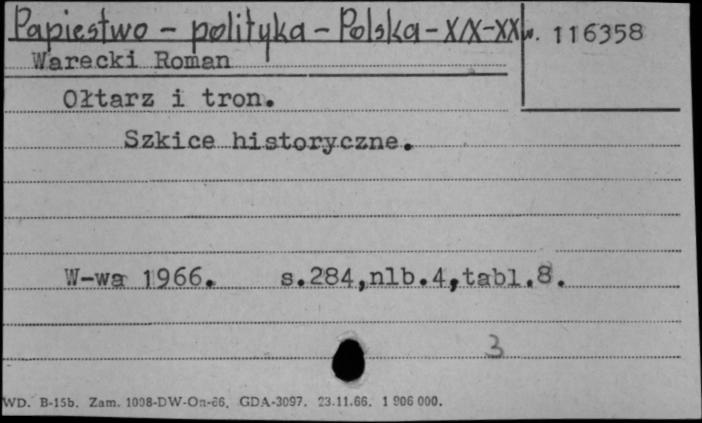 Papiestwo - polityka - Polska - XIX-XX w.
116358
Warecki Roman
Ołtarz i tron.
Szkice historyczne.
W-wa 1966. s.284,nlb.4,tabl.8.
3
WD. B-15b. Zam. 1098-DW-On-66. GDA-3097. 23.11.66. 1 906 000.